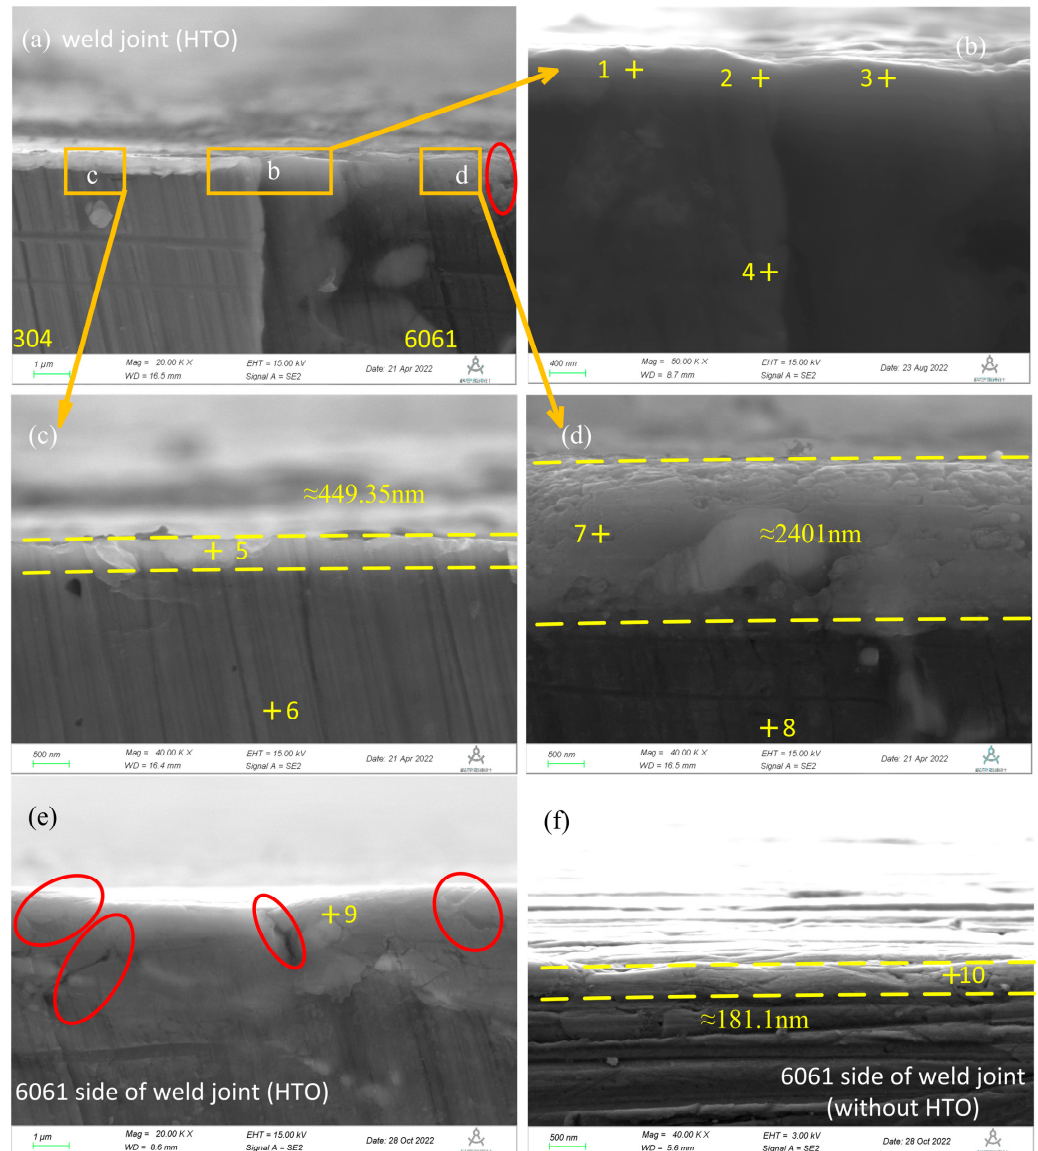 (a) weld joint (HTO)
c
b
d
304
6061
1 µm
Mag = 20.00 K X
EHT = 15.00 kV
WD = 16.5 mm
Signal A = SE2
Date: 21 Apr 2022
(b)
1
2
3
4
400 nm
Mag = 50.00 K X
EHT = 15.00 kV
WD = 8.7 mm
Signal A = SE2
Date: 23 Aug 2022
(c)
≈449.35nm
5
6
500 nm
Mag = 40.00 K X
EHT = 15.00 kV
WD = 16.4 mm
Signal A = SE2
Date: 21 Apr 2022
(d)
7
≈2401nm
8
500 nm
Mag = 40.00 K X
EHT = 15.00 kV
WD = 16.5 mm
Signal A = SE2
Date: 21 Apr 2022
(e)
9
6061 side of weld joint (HTO)
1 µm
Mag = 20.00 K X
EHT = 15.00 kV
Signal A = SE2
Date: 28 Oct 2022
(f)
10
≈181.1nm
6061 side of weld joint
(without HTO)
500 nm
Mag = 40.00 K X
EHT = 3.00 kV
WD = 5.6 mm
Signal A = SE2
Date: 28 Oct 2022